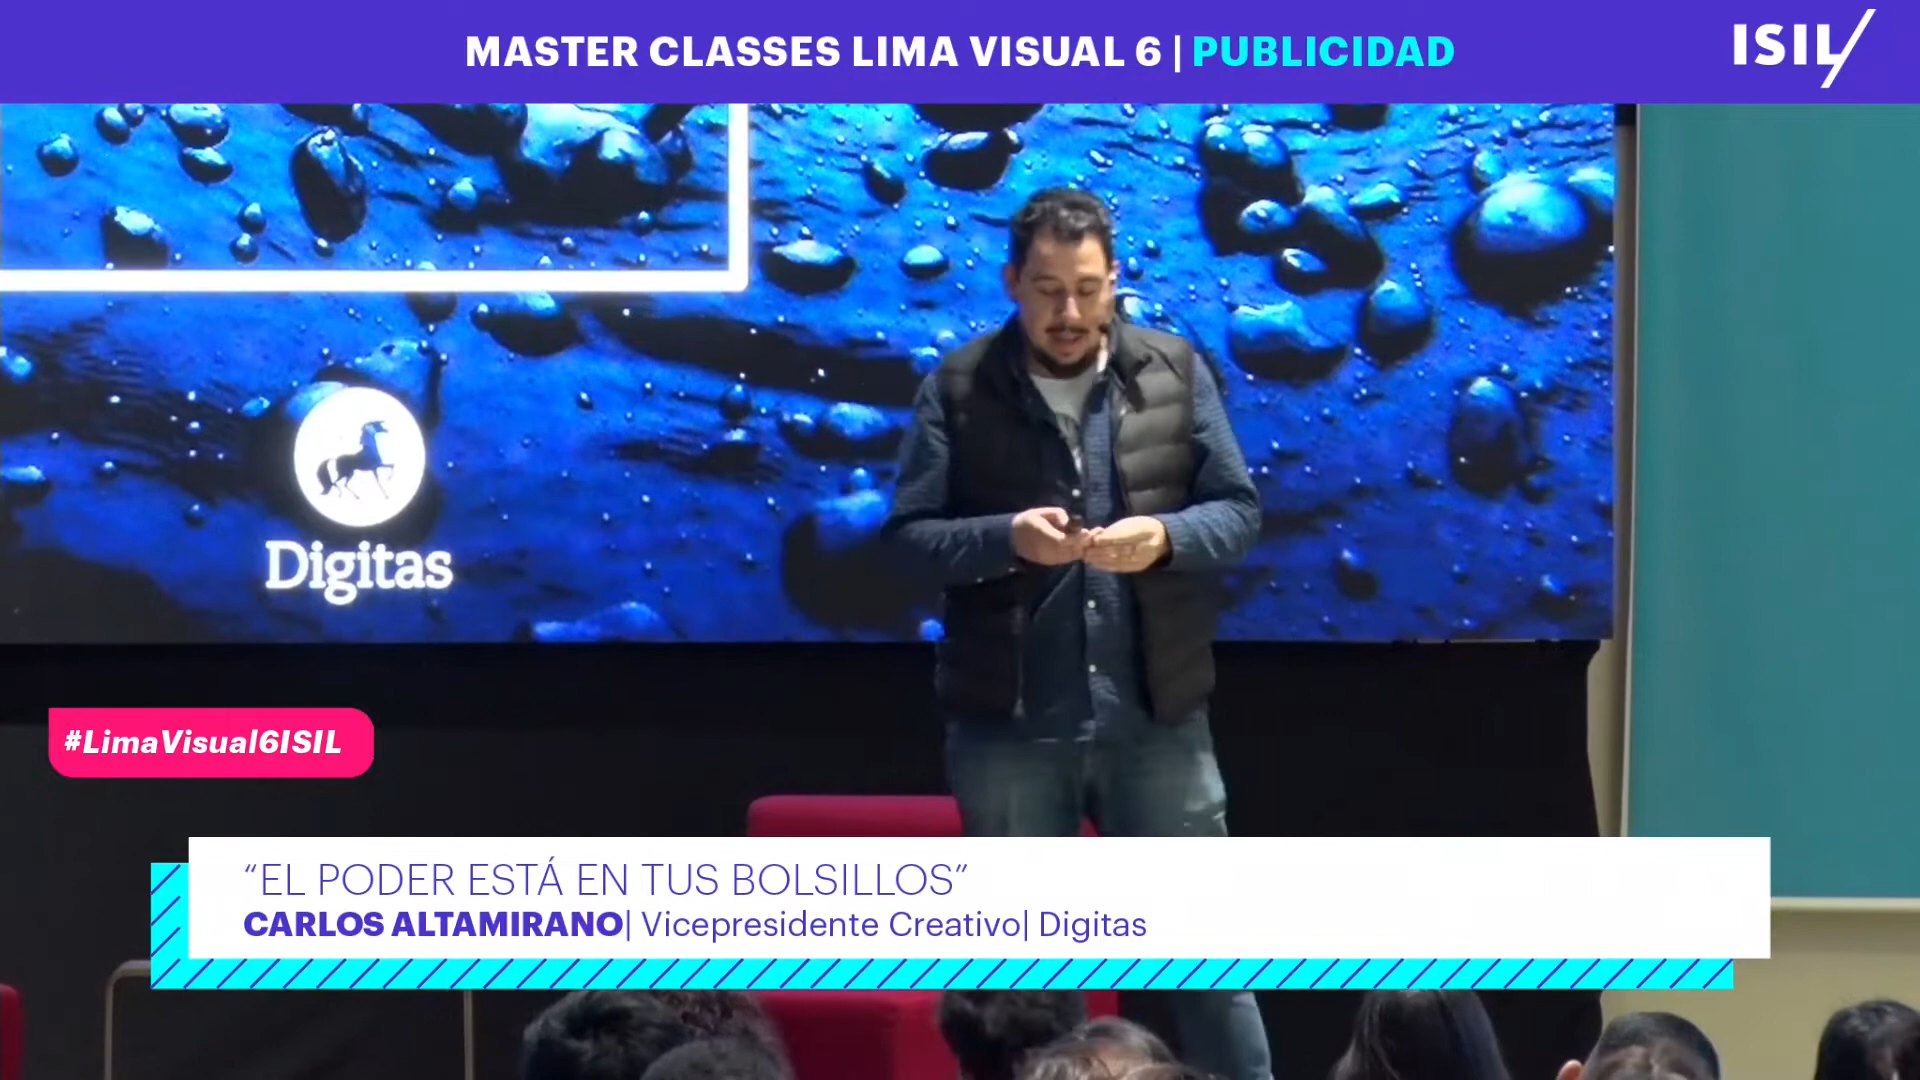 MASTER CLASSES LIMA VISUAL 6 | PUBLICIDAD
ISIL
Digitas
#LimaVisual6ISIL
“EL PODER ESTÁ EN TUS BOLSILLOS”
CARLOS ALTAMIRANO| Vicepresidente Creativo| Digitas